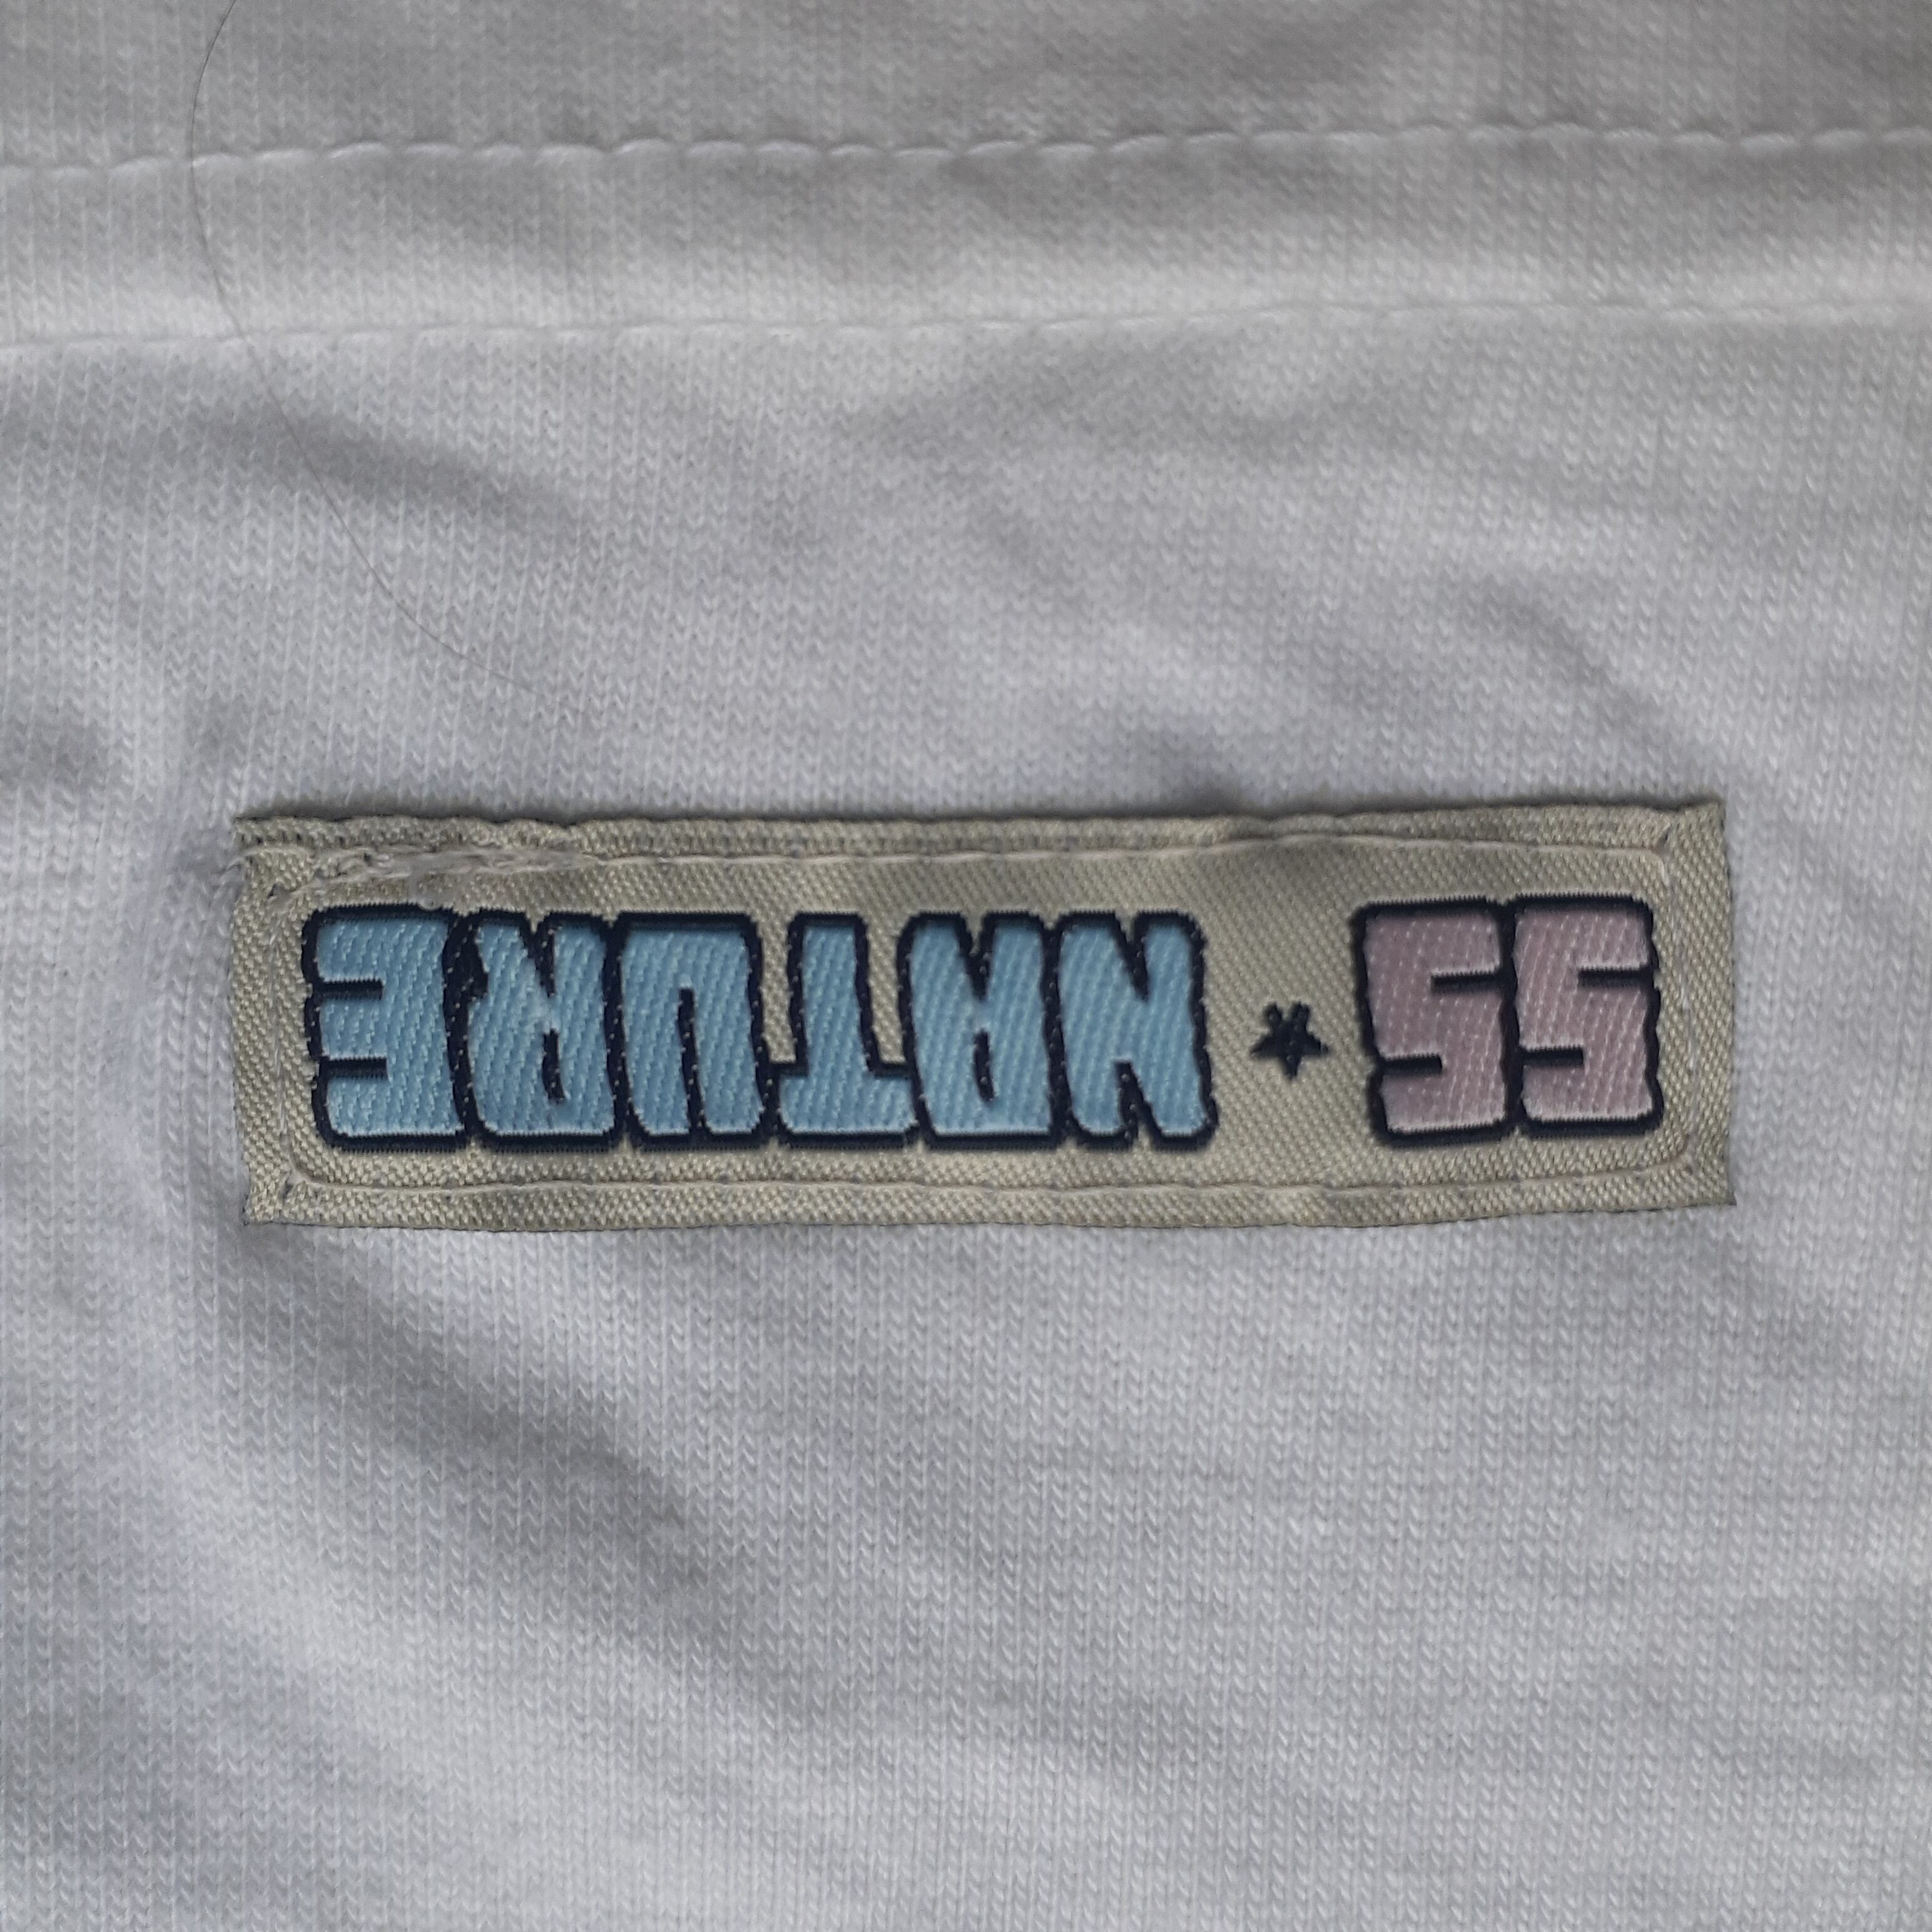 SS ★ NATURE